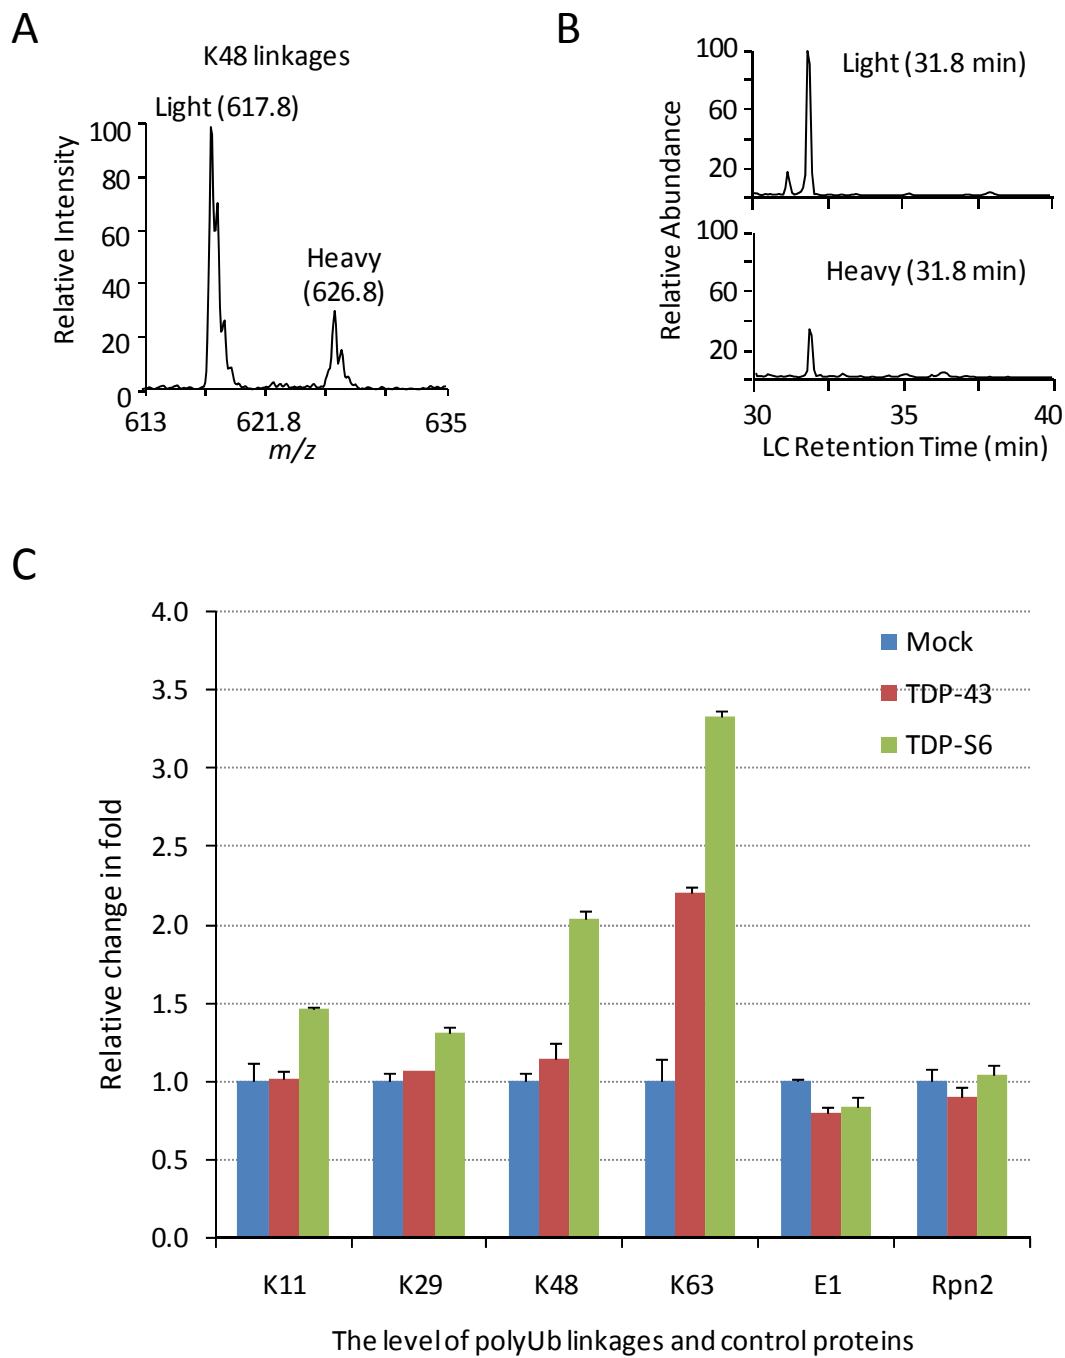 A
K48 linkages
Light (617.8)
Heavy
(626.8)
Relative Intensity
100
80
60
40
20
0
613
621.8
635
m/z
B
Light (31.8 min)
100
60
20
Relative Abundance
Heavy (31.8 min)
100
60
20
30
35
40
LC Retention Time (min)
C
4.0
3.5
3.0
2.5
2.0
1.5
1.0
0.5
0.0
Relative change in fold
Mock
TDP-43
TDP-S6
K11
K29
K48
K63
E1
Rpn2
The level of polyUb linkages and control proteins